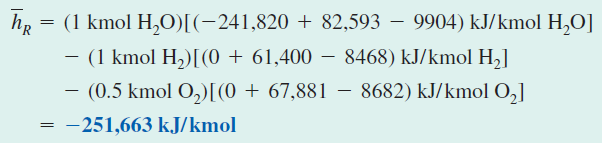 h̄_R = (1 kmol H₂O)[(−241,820 + 82,593 − 9904) kJ/kmol H₂O]
− (1 kmol H₂)[(0 + 61,400 − 8468) kJ/kmol H₂]
− (0.5 kmol O₂)[(0 + 67,881 − 8682) kJ/kmol O₂]
= −251,663 kJ/kmol